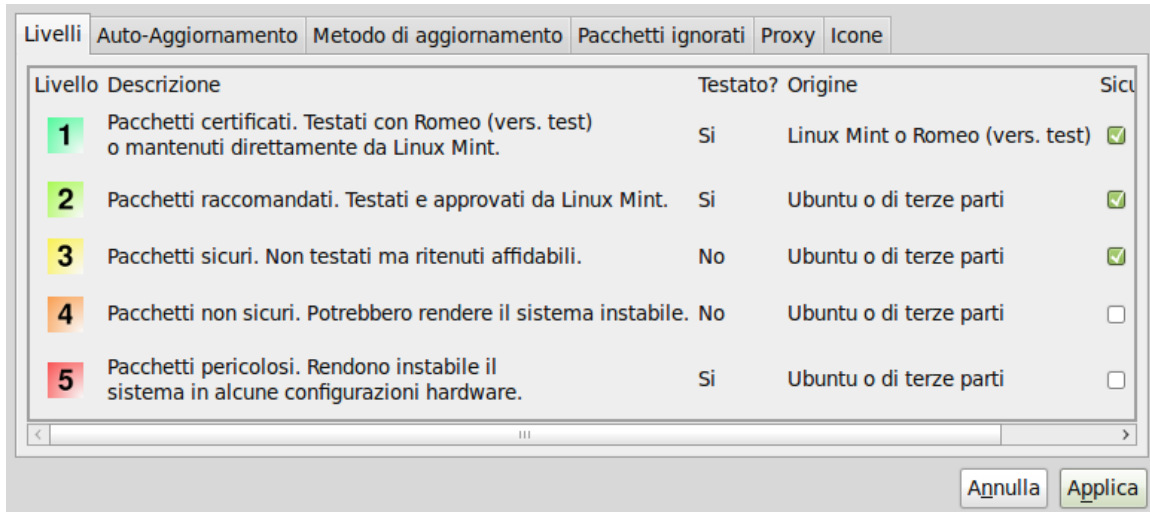 Livelli Auto-Aggiornamento Metodo di aggiornamento Pacchetti ignorati Proxy Icone
Livello Descrizione Testato? Origine Sicu
1 Pacchetti certificati. Testati con Romeo (vers. test)
o mantenuti direttamente da Linux Mint. Si Linux Mint o Romeo (vers. test)
2 Pacchetti raccomandati. Testati e approvati da Linux Mint. Si Ubuntu o di terze parti
3 Pacchetti sicuri. Non testati ma ritenuti affidabili. No Ubuntu o di terze parti
4 Pacchetti non sicuri. Potrebbero rendere il sistema instabile. No Ubuntu o di terze parti
5 Pacchetti pericolosi. Rendono instabile il
sistema in alcune configurazioni hardware. Si Ubuntu o di terze parti
Annulla Applica